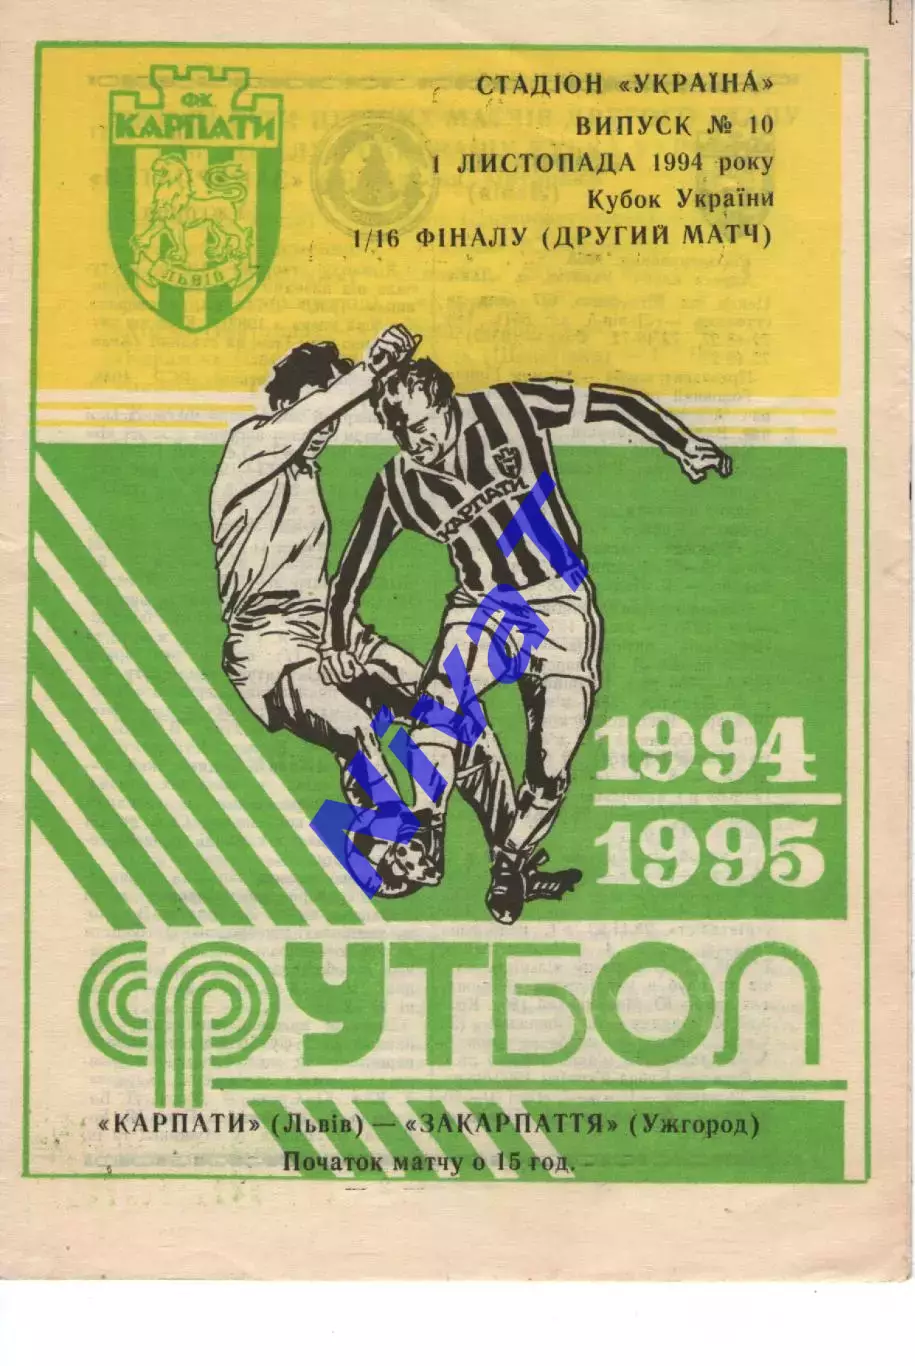 ФК
КАРПАТИ
ЛЬВІВ
СТАДІОН «УКРАЇНА»
ВИПУСК № 10
1 ЛИСТОПАДА 1994 року
Кубок України
1/16 ФІНАЛУ (ДРУГИЙ МАТЧ)
КАРПАТИ
NivaT
1994
1995
ФУТБОЛ
«КАРПАТИ» (Львів) — «ЗАКАРПАТТЯ» (Ужгород)
Початок матчу о 15 год.